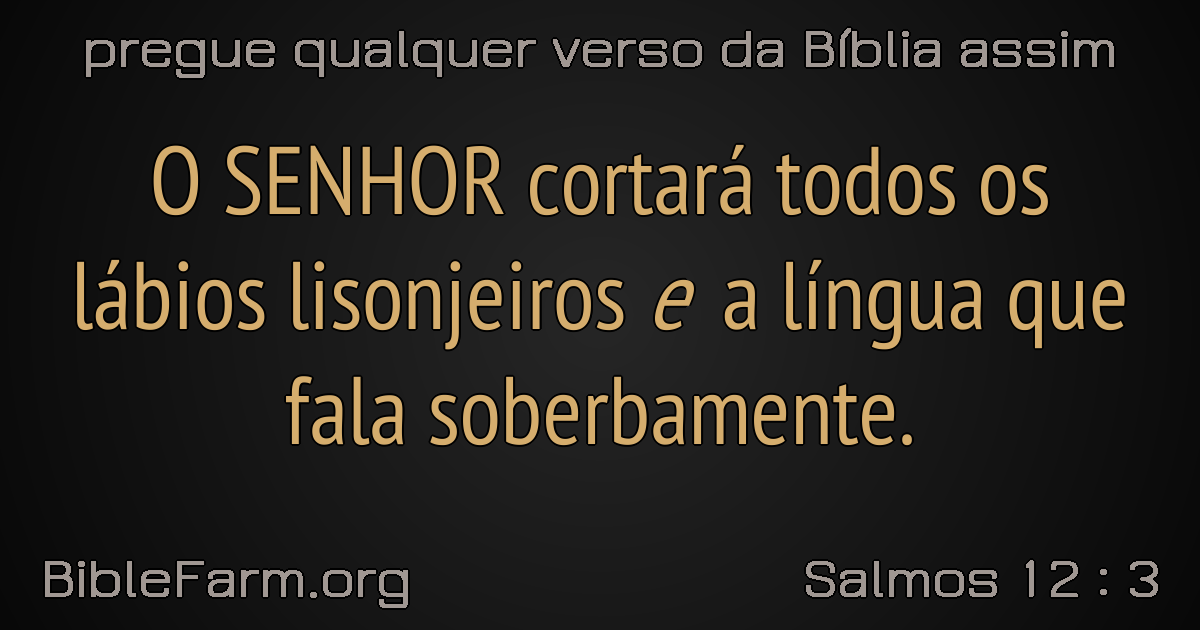 pregue qualquer verso da Bíblia assim
O SENHOR cortará todos os
lábios lisonjeiros e a língua que
fala soberbamente.
BibleFarm.org
Salmos 12 : 3